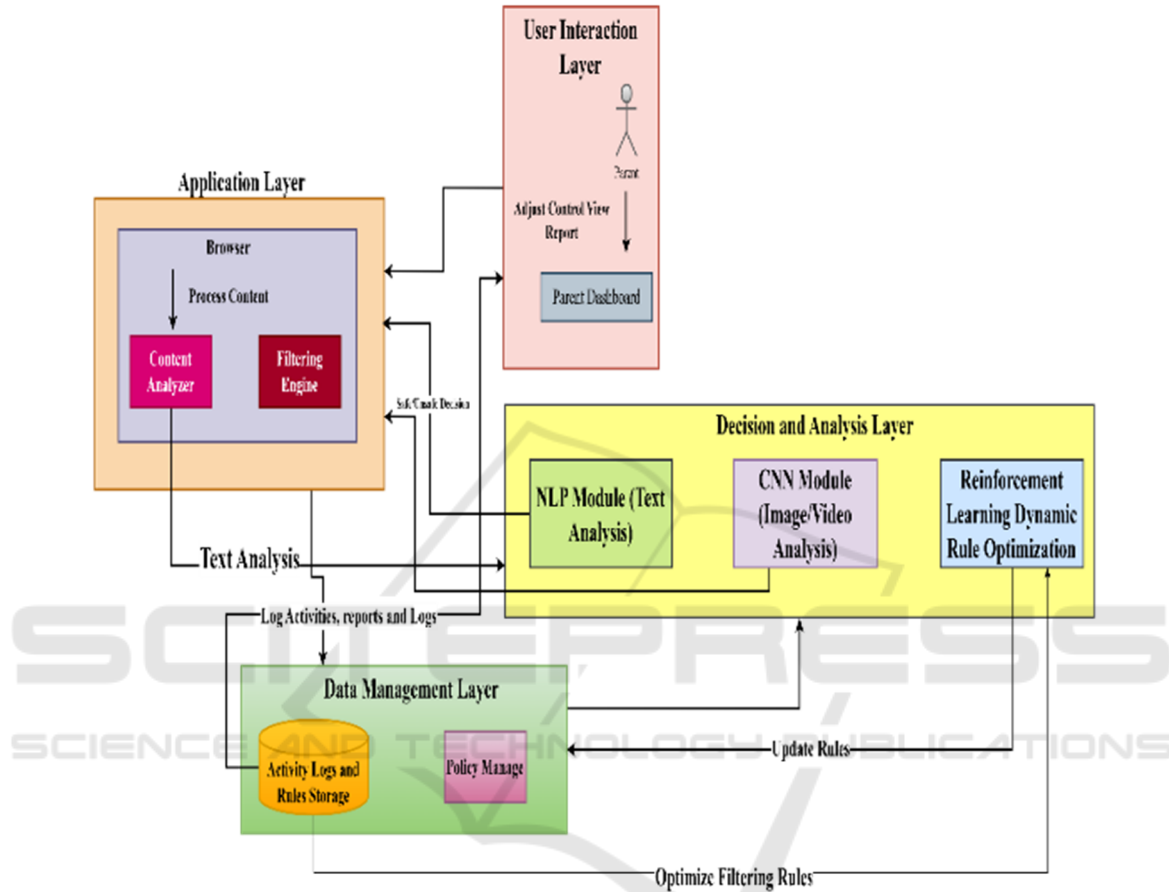 User Interaction
Layer
Parent
Adjust Control View
Report
Parent Dashboard
Application Layer
Browser
Process Content
Content
Analyzer
Filtering
Engine
Safe/Unsafe Decision
Decision and Analysis Layer
NLP Module (Text
Analysis)
CNN Module
(Image/Video
Analysis)
Reinforcement
Learning Dynamic
Rule Optimization
Text Analysis
Log Activities, reports and Logs
Data Management Layer
Activity Logs and
Rules Storage
Policy Manage
Update Rules
Optimize Filtering Rules
SCITEPRESS
SCIENCE AND TECHNOLOGY PUBLICATIONS